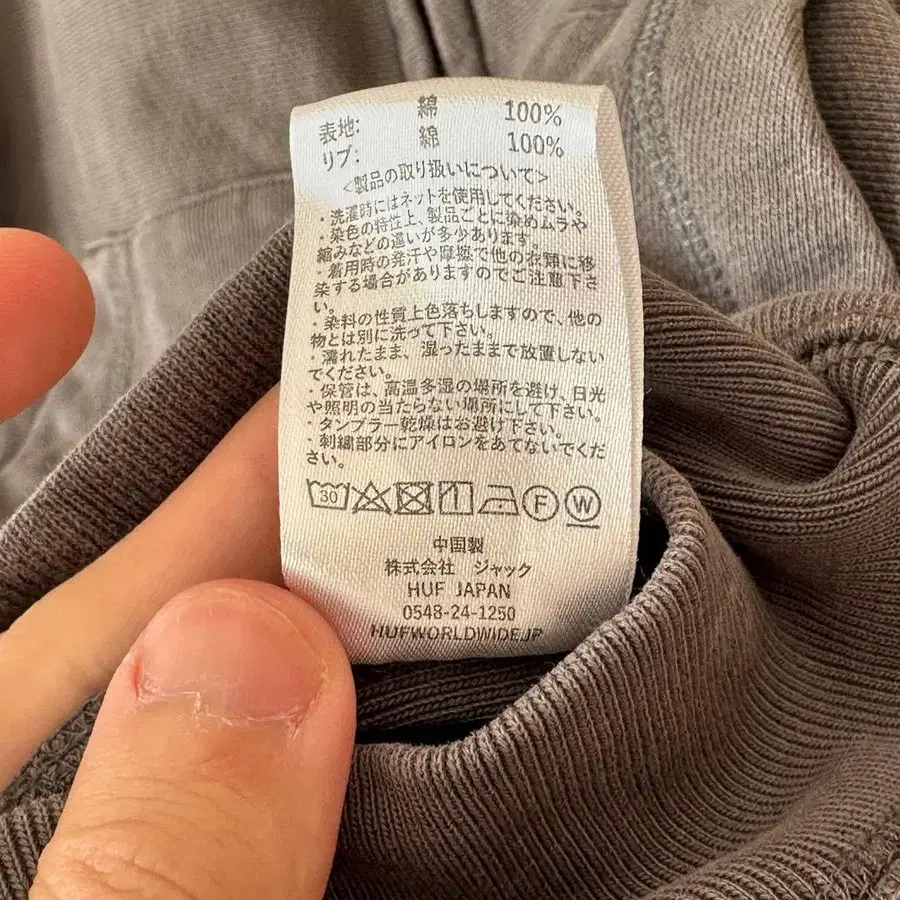 表地: 綿 100%
リブ: 綿 100%
<製品の取り扱いについて>
・洗濯時にはネットを使用してください。
・染色の特性上、製品ごとに染めムラや
縮みなどの違いが多少あります。
・着用時の発汗や摩擦で他の衣類に移
染する場合がありますのでご注意下さ
い。
・染料の性質上色落ちしますので、他の
物とは別に洗って下さい。
・濡れたまま、湿ったままで放置しない
でください。
・保管は、高温多湿の場所を避け、日光
や照明の当たらない場所にして下さい。
・タンブラー乾燥はお避け下さい。
・刺繍部分にアイロンをあてないでくだ
さい。
30 F W
中国製
株式会社 ジャック
HUF JAPAN
0548-24-1250
HUFWORLDWIDE.JP